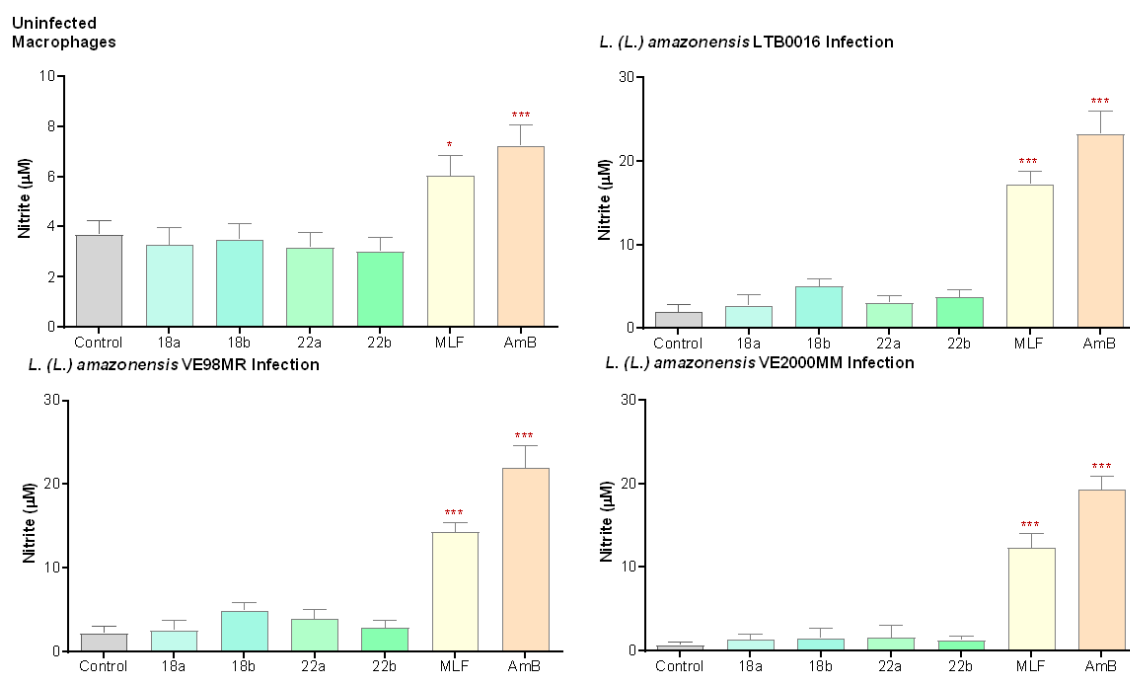 Uninfected
Macrophages
10
8
6
4
2
0
Nitrite (µM)
*
***
Control 18a 18b 22a 22b MLF AmB
L. (L.) amazonensis LTB0016 Infection
30
20
10
0
Nitrite (µM)
***
***
Control 18a 18b 22a 22b MLF AmB
L. (L.) amazonensis VE98MR Infection
30
20
10
0
Nitrite (µM)
***
***
Control 18a 18b 22a 22b MLF AmB
L. (L.) amazonensis VE2000MM Infection
30
20
10
0
Nitrite (µM)
***
***
Control 18a 18b 22a 22b MLF AmB